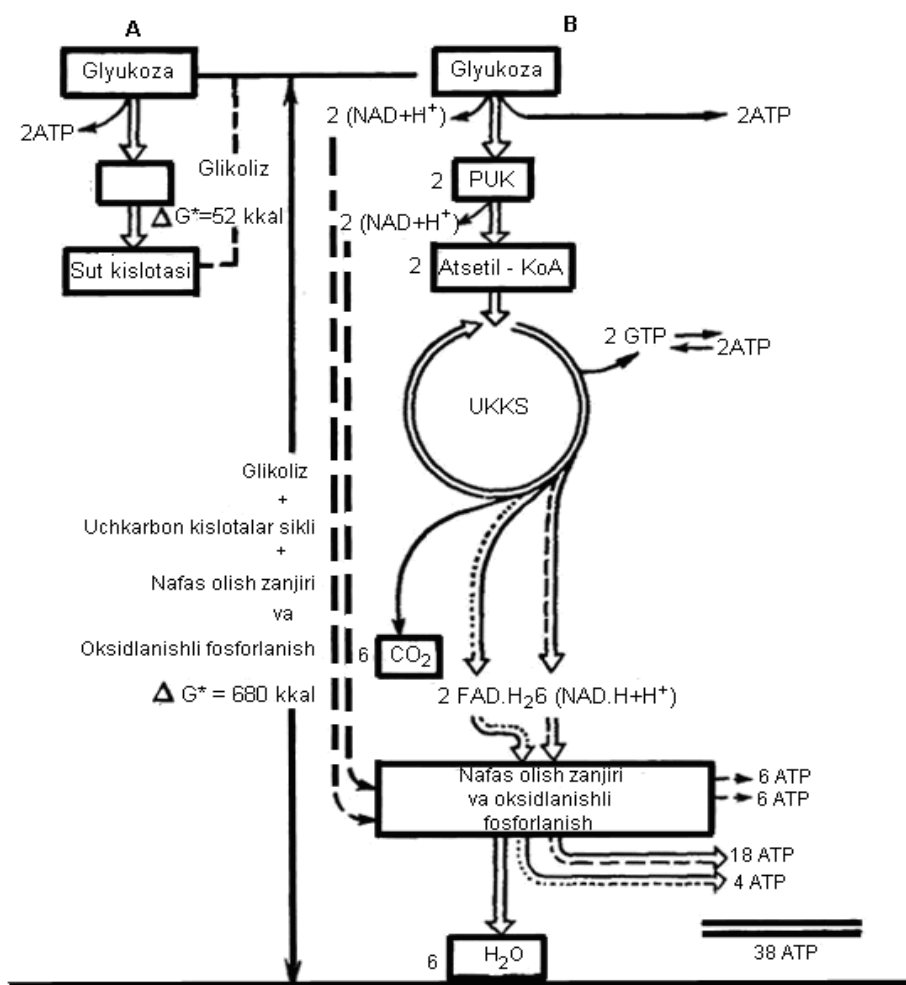 A
Glyukoza
2ATP
Glikoliz
Δ G*=52 kkal
Sut kislotasi
Glikoliz
+
Uchkarbon kislotalar sikli
+
Nafas olish zanjiri
va
Oksidlanishli fosforlanish
Δ G* = 680 kkal
B
Glyukoza
2 (NAD+H⁺)
2ATP
2 PUK
2 (NAD+H⁺)
2 Atsetil - KoA
2 GTP
2ATP
UKKS
6 CO₂
2 FAD.H₂6 (NAD.H+H⁺)
Nafas olish zanjiri
va oksidlanishli
fosforlanish
6 ATP
6 ATP
18 ATP
4 ATP
38 ATP
6 H₂O